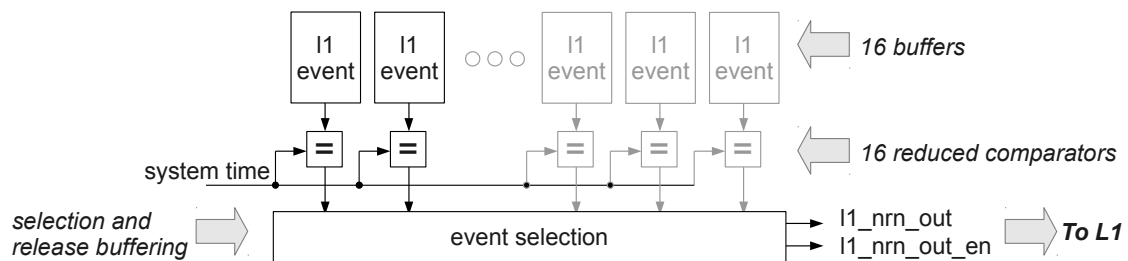 l1 event
l1 event
l1 event
l1 event
l1 event
16 buffers
=
=
=
=
=
16 reduced comparators
system time
selection and
release buffering
event selection
l1_nrn_out
l1_nrn_out_en
To L1